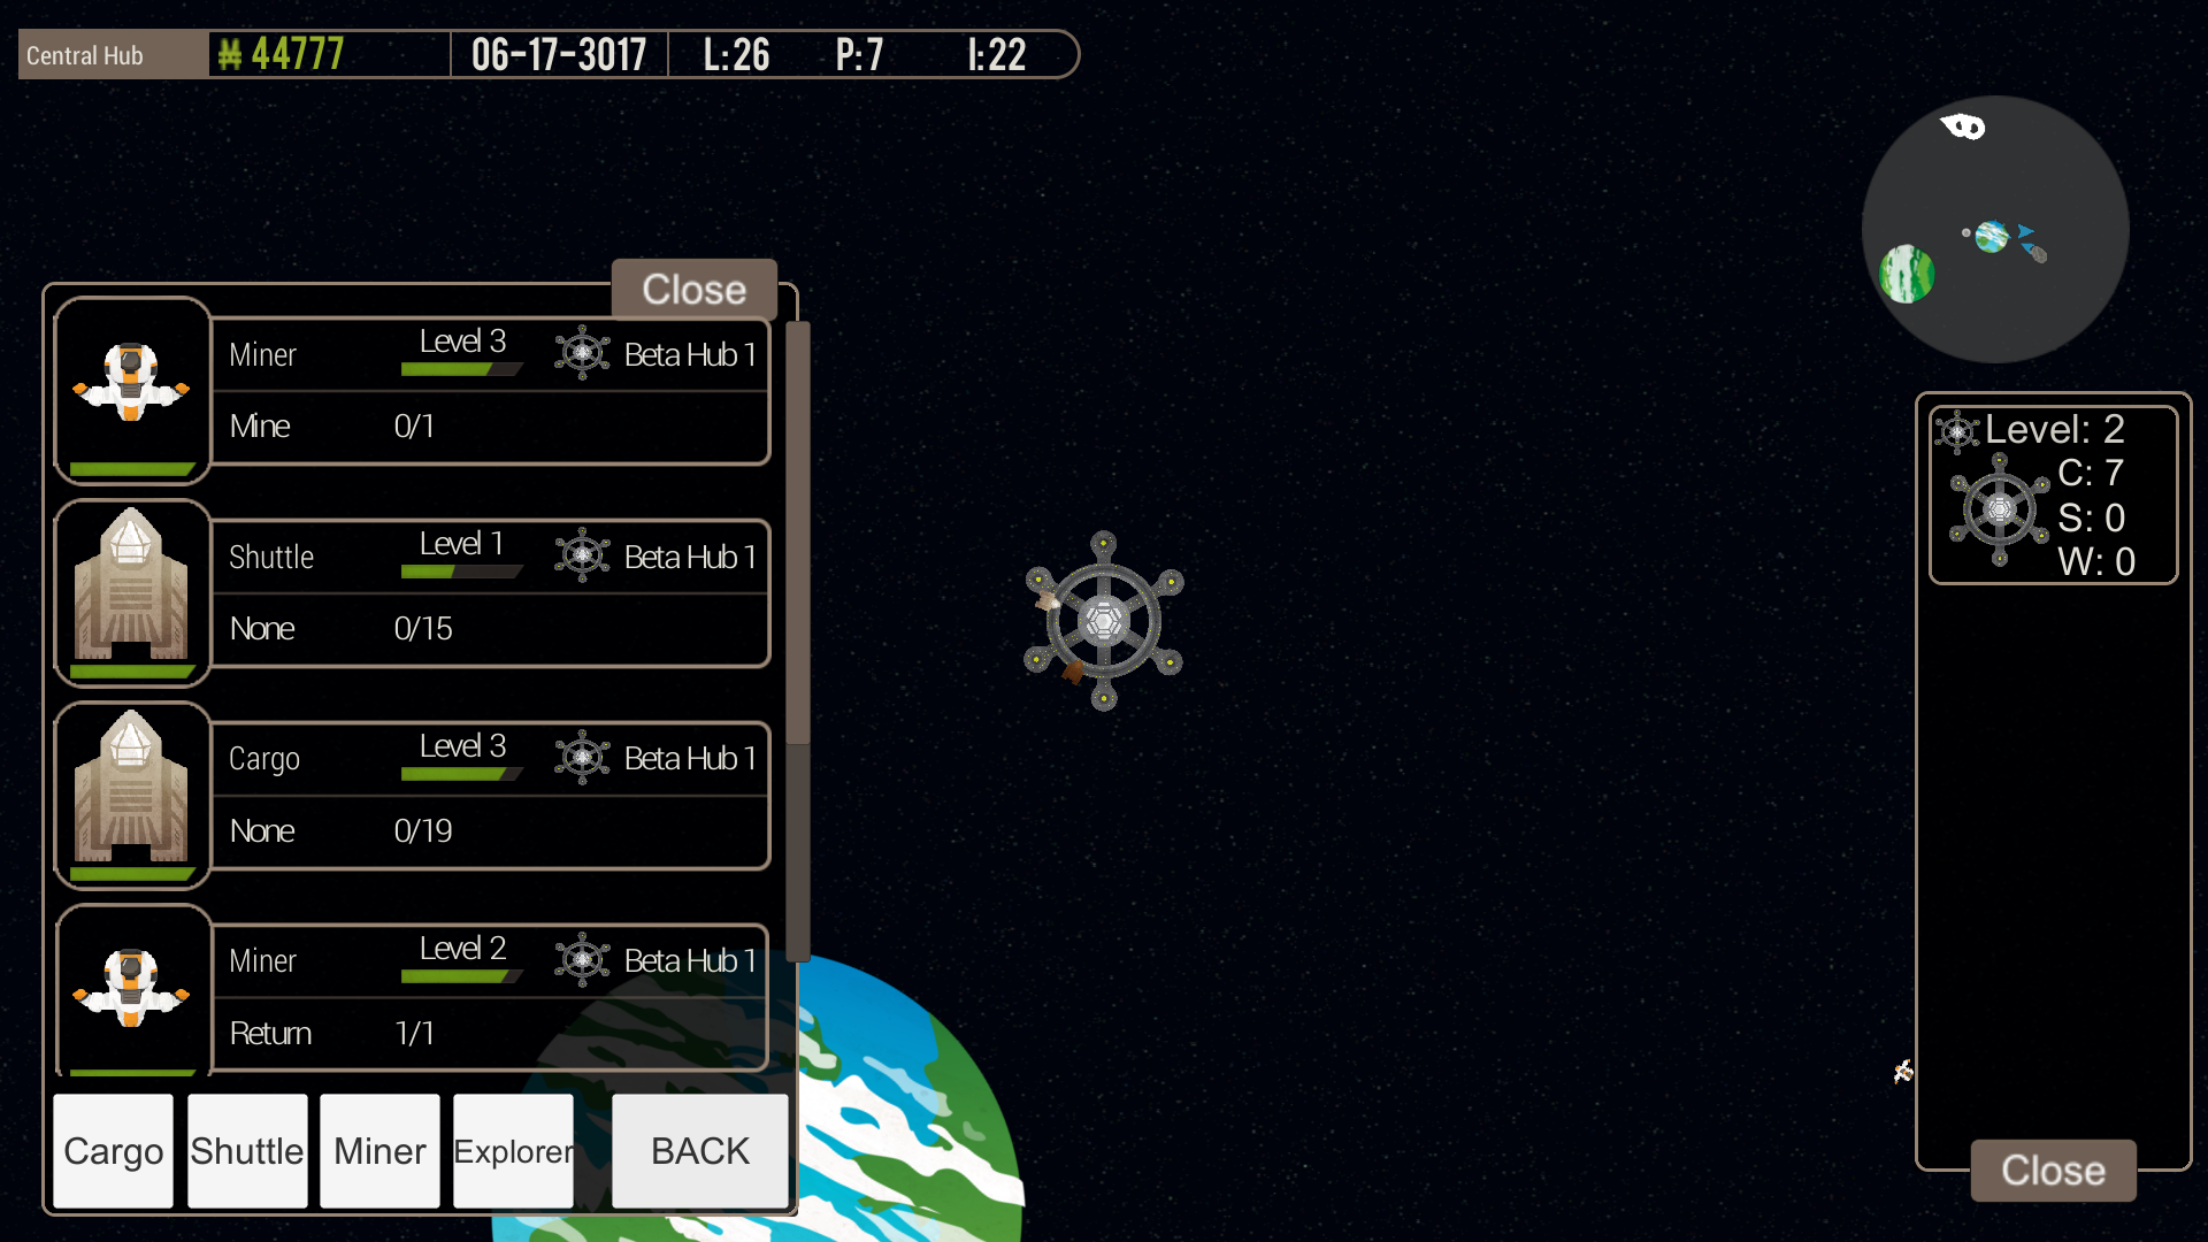 Central Hub 44777 06-17-3017 L:26 P:7 I:22
Close
Miner Level 3 Beta Hub 1
Mine 0/1
Shuttle Level 1 Beta Hub 1
None 0/15
Cargo Level 3 Beta Hub 1
None 0/19
Miner Level 2 Beta Hub 1
Return 1/1
Cargo Shuttle Miner Explorer BACK
Level: 2
C: 7
S: 0
W: 0
Close